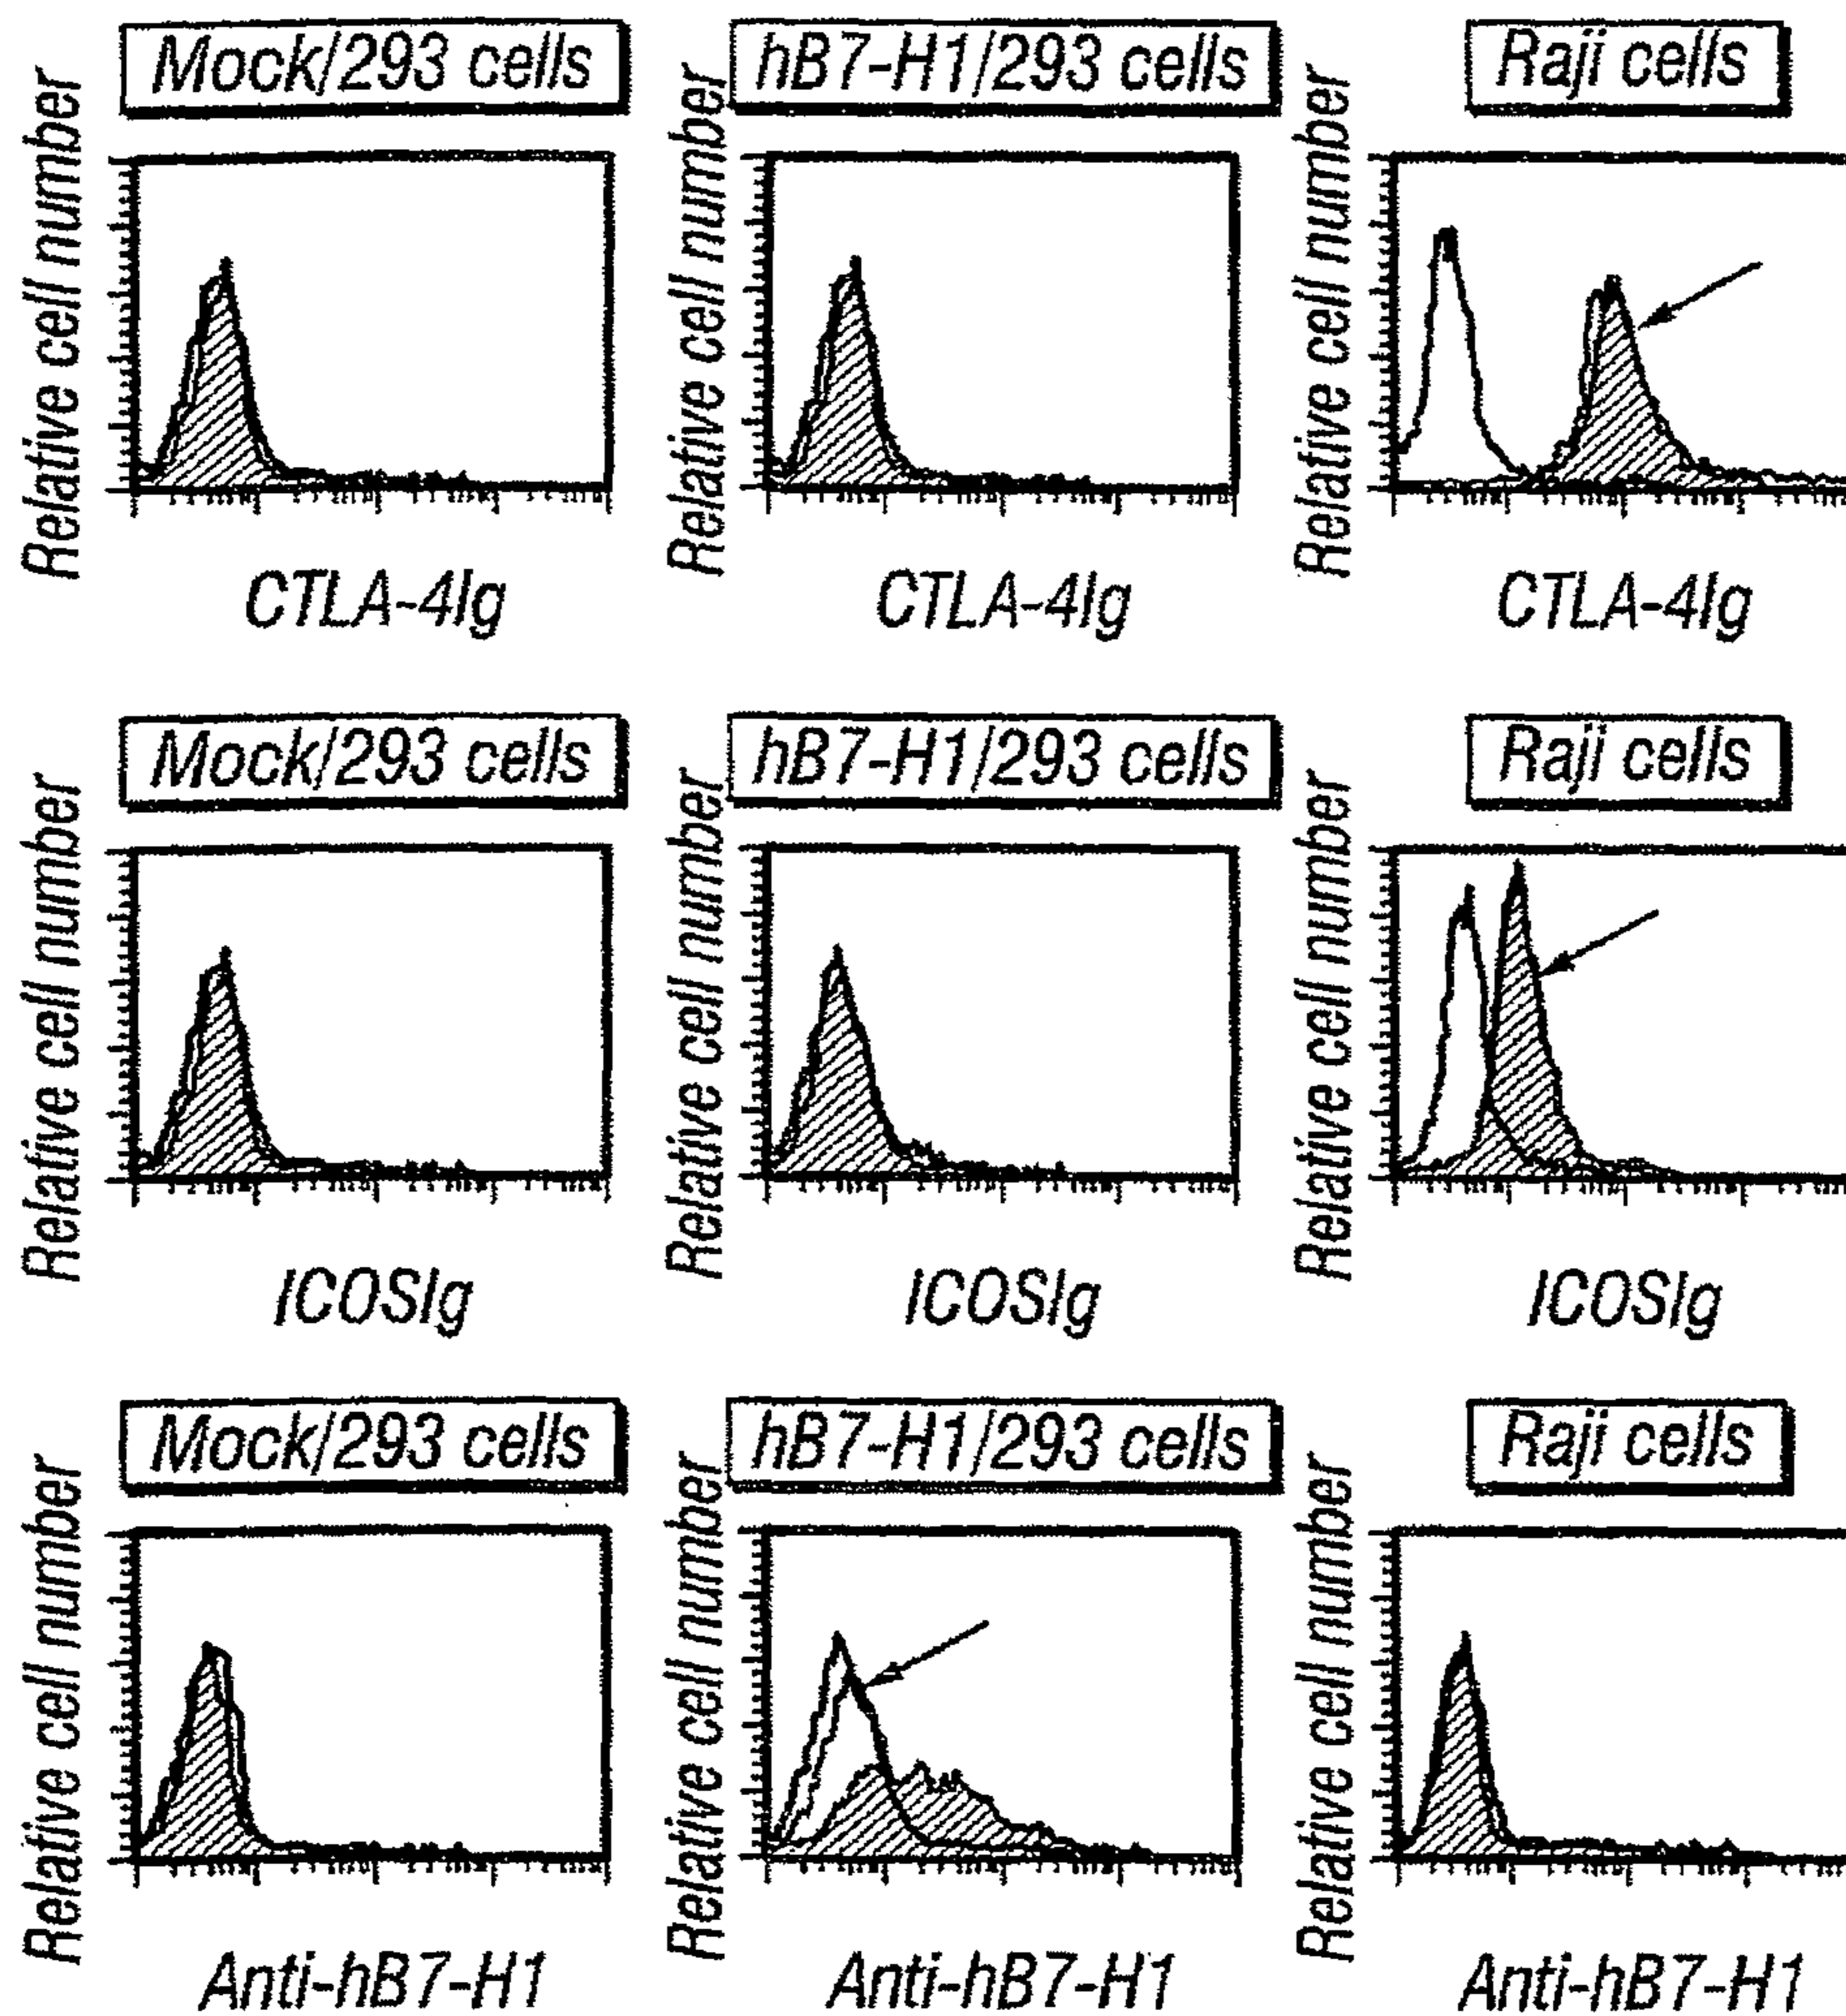 Mock/293 cells
hB7-H1/293 cells
Raji cells
Relative cell number
Relative cell number
Relative cell number
CTLA-4Ig
CTLA-4Ig
CTLA-4Ig
Mock/293 cells
hB7-H1/293 cells
Raji cells
Relative cell number
Relative cell number
Relative cell number
ICOSIg
ICOSIg
ICOSIg
Mock/293 cells
hB7-H1/293 cells
Raji cells
Relative cell number
Relative cell number
Relative cell number
Anti-hB7-H1
Anti-hB7-H1
Anti-hB7-H1